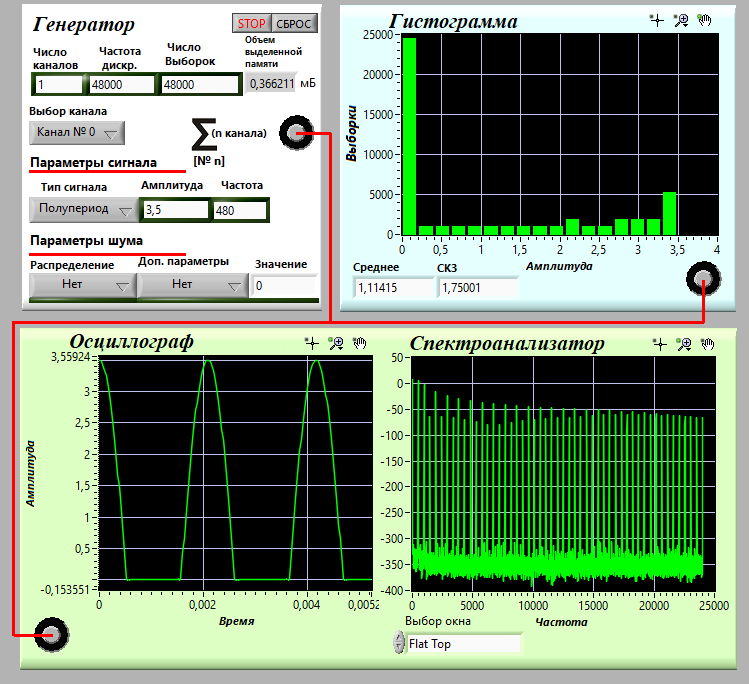 Генератор
STOP СБРОС
Число каналов
Частота дискр.
Число Выборок
Объем выделенной памяти
1
48000
48000
0,366211 мБ
Выбор канала
Канал № 0
∑ (n канала)
[№ n]
Параметры сигнала
Тип сигнала
Амплитуда
Частота
Полупериод
3,5
480
Параметры шума
Распределение
Доп. параметры
Значение
Нет
Нет
0
Гистограмма
25000
20000
15000
10000
5000
0
Выборки
0 0,5 1 1,5 2 2,5 3 3,5 4
Амплитуда
Среднее
СКЗ
1,11415
1,75001
Осциллограф
3,55924
3
2,5
2
1,5
1
0,5
-0,153551
Амплитуда
0 0,002 0,004 0,0052
Время
Спектроанализатор
50
0
-50
-100
-150
-200
-250
-300
-350
-400
0 5000 10000 15000 20000 25000
Частота
Выбор окна
Flat Top